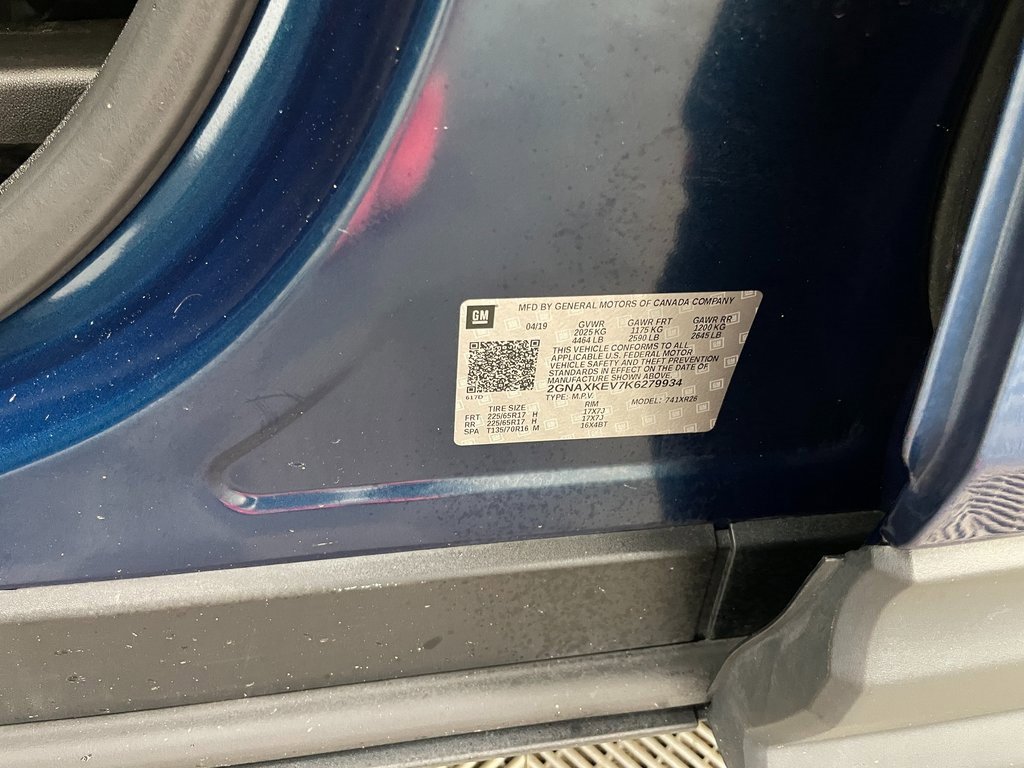 GM
MFD BY GENERAL MOTORS OF CANADA COMPANY
04/19 GVWR GAWR FRT GAWR RR
2025 KG 1175 KG 1200 KG
4464 LB 2590 LB 2645 LB
THIS VEHICLE CONFORMS TO ALL
APPLICABLE U.S. FEDERAL MOTOR
VEHICLE SAFETY AND THEFT PREVENTION
STANDARDS IN EFFECT ON THE DATE OF
MANUFACTURE SHOWN ABOVE.
2GNAXKEV7K6279934
617D TYPE: M.P.V. MODEL: 741XR26
TIRE SIZE RIM
FRT 225/65R17 H 17X7J
RR 225/65R17 H 17X7J
SPA T135/70R16 M 16X4BT